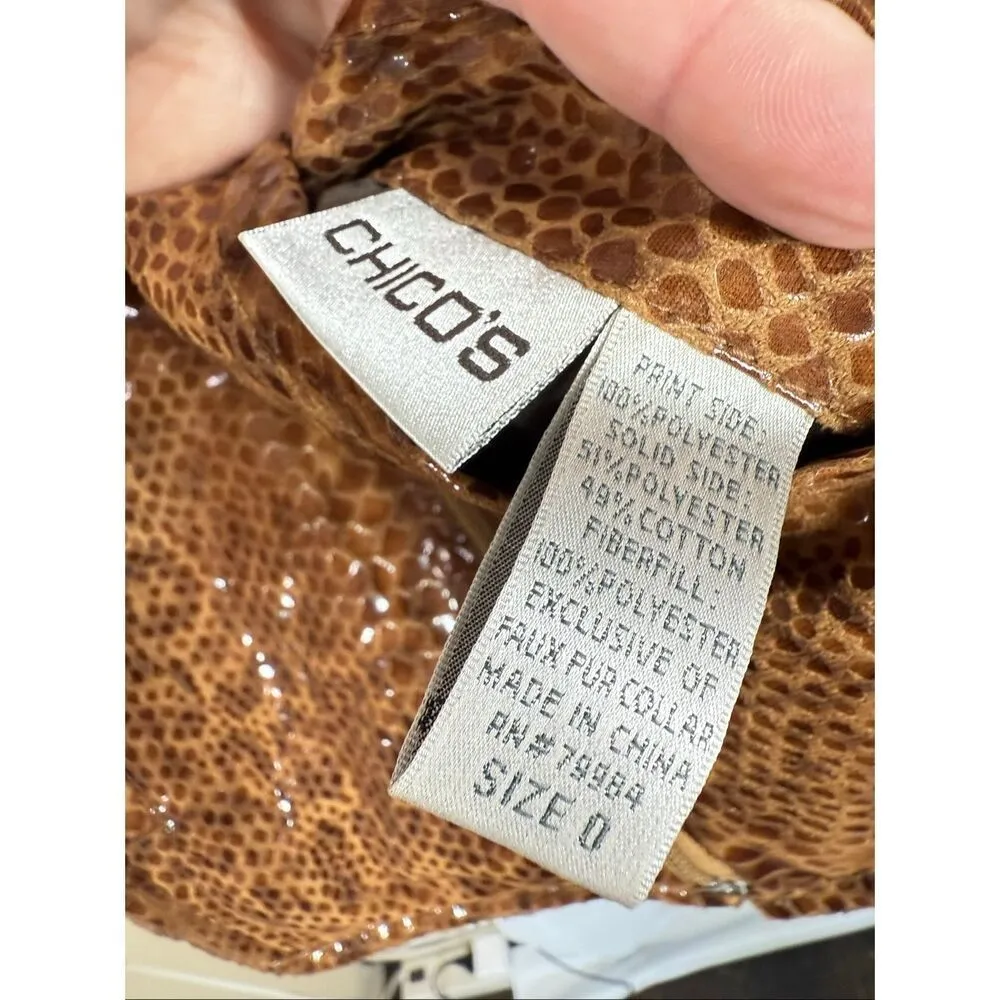 CHICO'S
PRINT SIDE:
100%POLYESTER
SOLID SIDE:
51%POLYESTER
49%COTTON
FIBERFILL:
100%POLYESTER
EXCLUSIVE OF
FAUX FUR COLLAR
MADE IN CHINA
RN#79984
SIZE 0